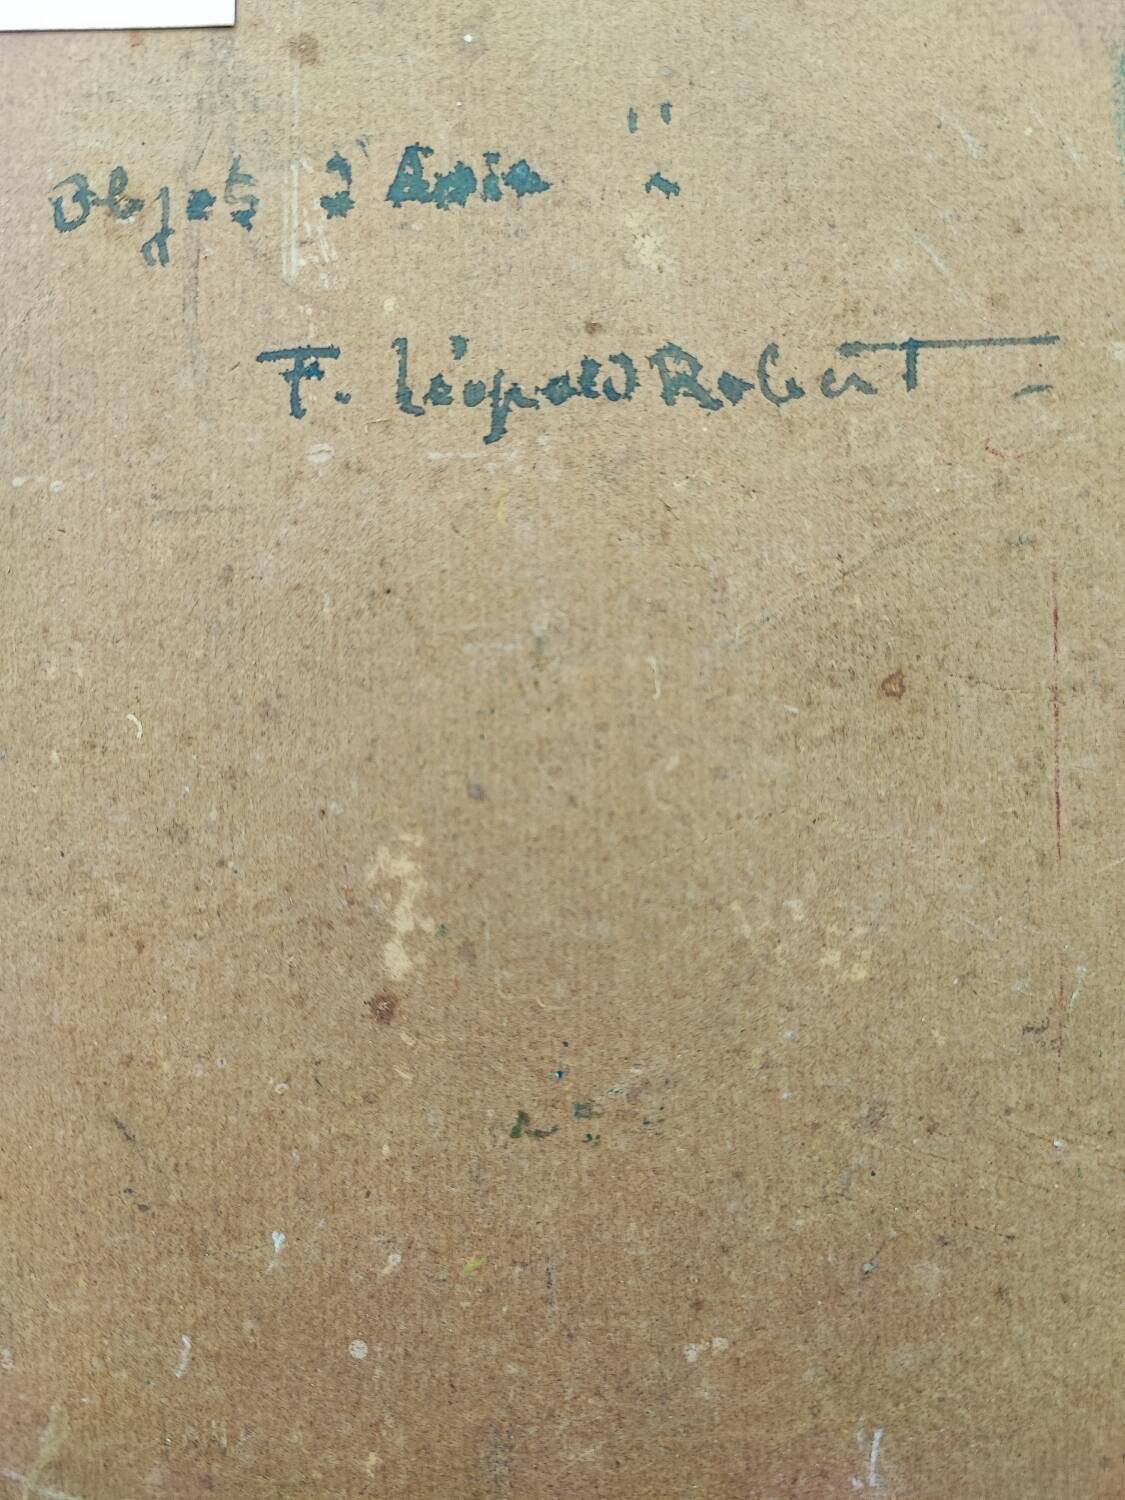 Objets d'Asie "
F. Léopold Robert -